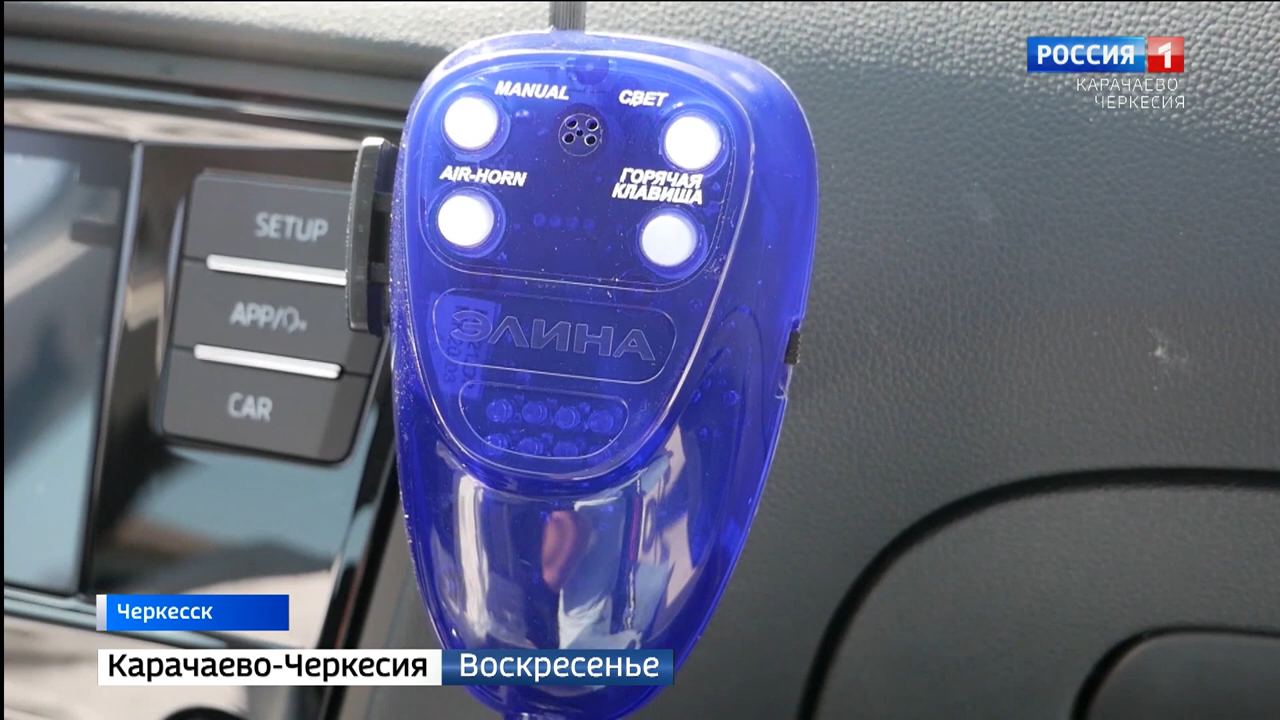 РОССИЯ 1
КАРАЧАЕВО
ЧЕРКЕСИЯ
MANUAL
СВЕТ
AIR-HORN
ГОРЯЧАЯ
КЛАВИША
ЭЛИНА
SETUP
APP/
CAR
Черкесск
Карачаево-Черкесия Воскресенье